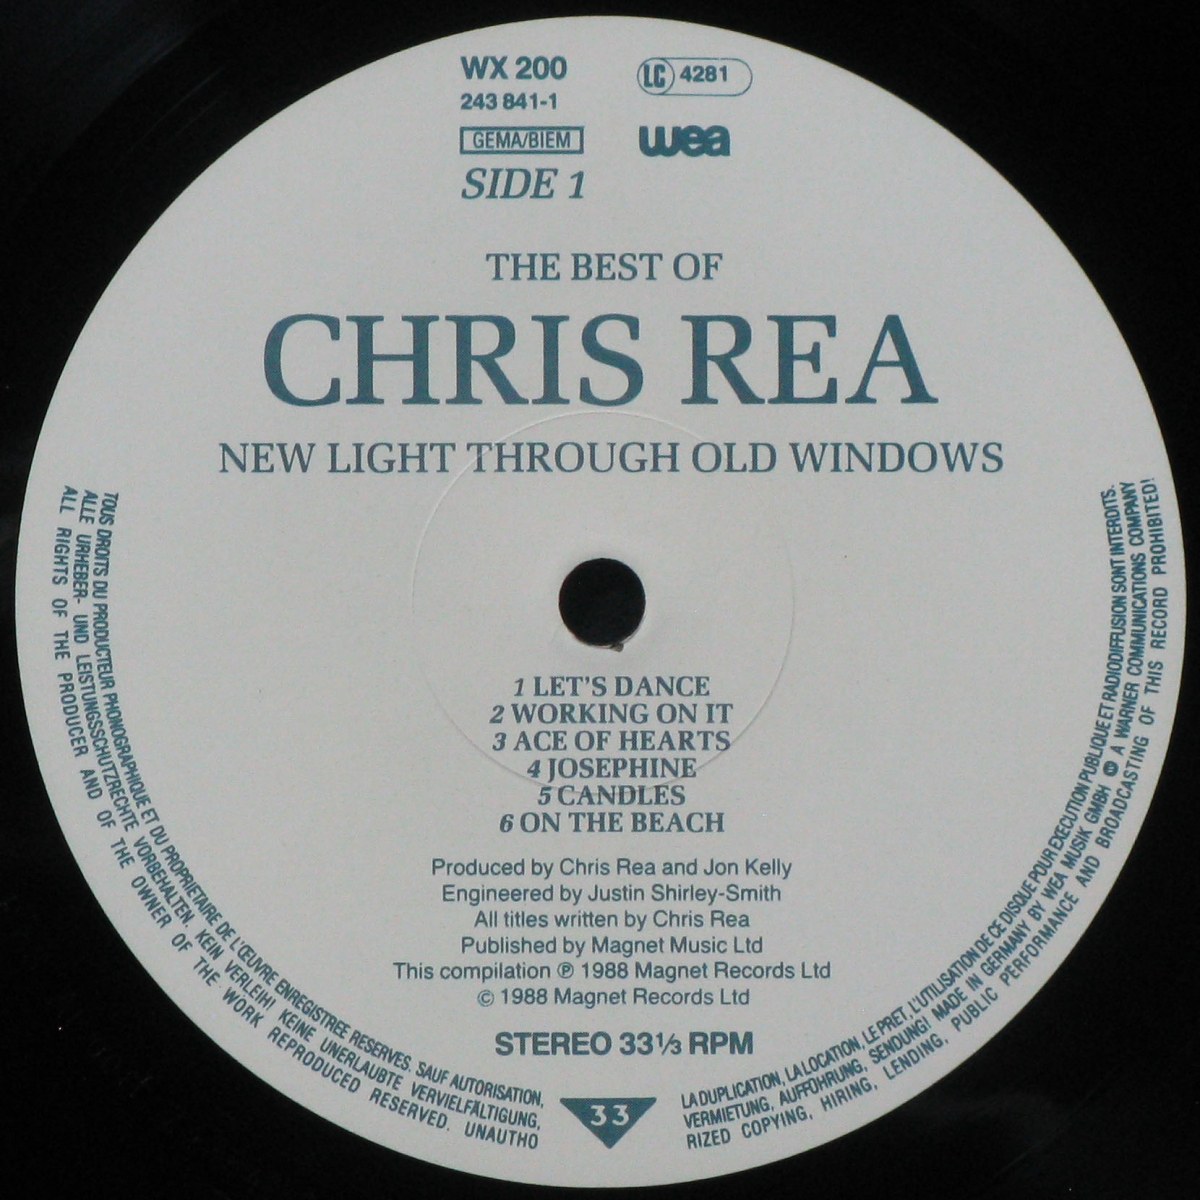 WX 200
243 841-1
GEMA/BIEM
SIDE 1
LC 4281
wea
THE BEST OF
CHRIS REA
NEW LIGHT THROUGH OLD WINDOWS
1 LET'S DANCE
2 WORKING ON IT
3 ACE OF HEARTS
4 JOSEPHINE
5 CANDLES
6 ON THE BEACH
Produced by Chris Rea and Jon Kelly
Engineered by Justin Shirley-Smith
All titles written by Chris Rea
Published by Magnet Music Ltd
This compilation ℗ 1988 Magnet Records Ltd
© 1988 Magnet Records Ltd
STEREO 33⅓ RPM
33
TOUS DROITS DU PRODUCTEUR PHONOGRAPHIQUE ET DU PROPRIETAIRE DE L'ŒUVRE ENREGISTREE RESERVES. SAUF AUTORISATION, LA DUPLICATION, LA LOCATION, LE PRET, L'UTILISATION DE CE DISQUE POUR EXECUTION PUBLIQUE ET RADIODIFFUSION SONT INTERDITS.
ALLE URHEBER- UND LEISTUNGSSCHUTZRECHTE VORBEHALTEN. KEIN VERLEIH! KEINE UNERLAUBTE VERVIELFÄLTIGUNG, VERMIETUNG, AUFFÜHRUNG, SENDUNG! MADE IN GERMANY BY WEA MUSIK GMBH A WARNER COMMUNICATIONS COMPANY
ALL RIGHTS OF THE PRODUCER AND OF THE OWNER OF THE WORK REPRODUCED RESERVED. UNAUTHORIZED COPYING, HIRING, LENDING, PUBLIC PERFORMANCE AND BROADCASTING OF THIS RECORD PROHIBITED!